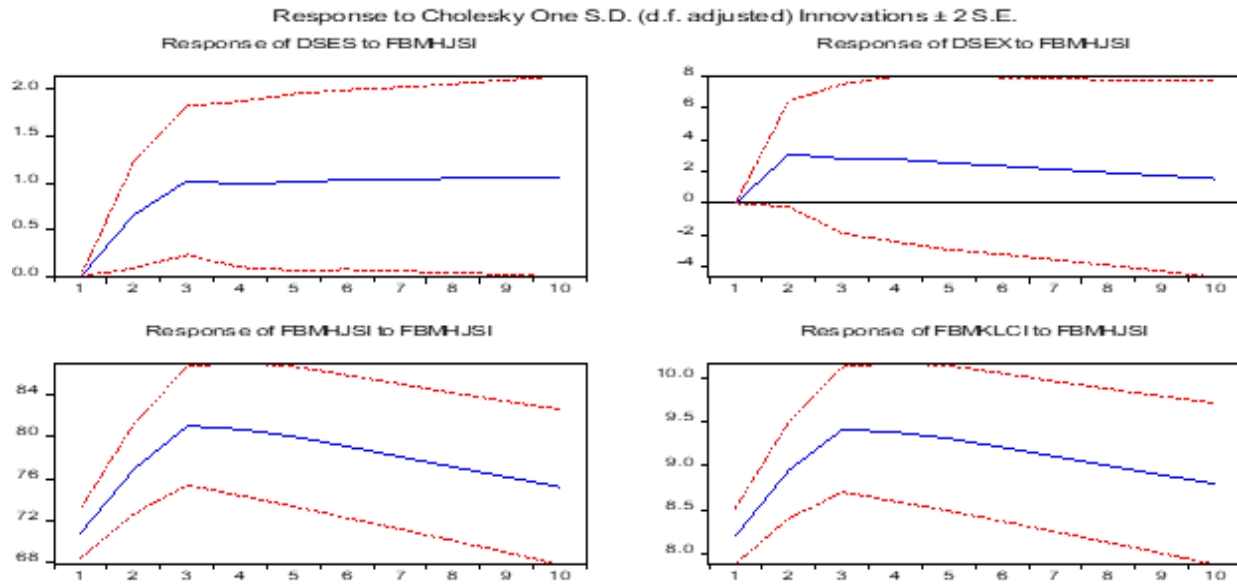 Response to Cholesky One S.D. (d.f. adjusted) Innovations ± 2 S.E.
Response of DSES to FBMHJSI
2.0
1.5
1.0
0.5
0.0
1 2 3 4 5 6 7 8 9 10
Response of DSEX to FBMHJSI
8
6
4
2
0
-2
-4
1 2 3 4 5 6 7 8 9 10
Response of FBMHJSI to FBMHJSI
84
80
76
72
68
1 2 3 4 5 6 7 8 9 10
Response of FBMKLCI to FBMHJSI
10.0
9.5
9.0
8.5
8.0
1 2 3 4 5 6 7 8 9 10